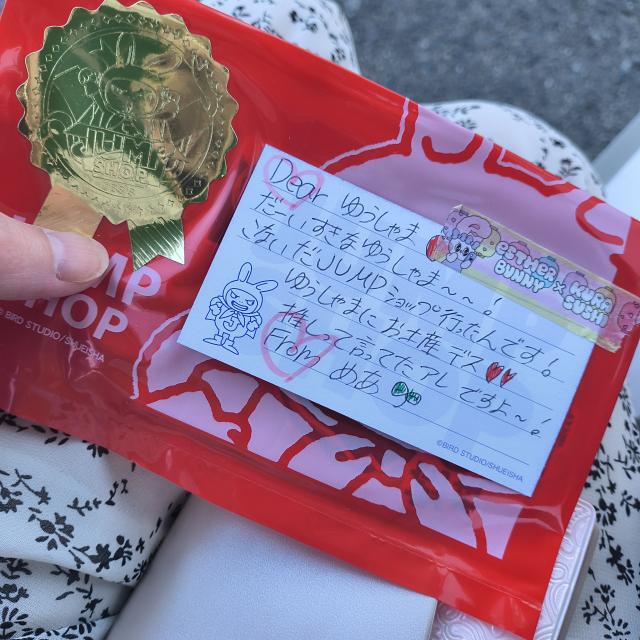 JUMP SHOP
JUMP
SHOP
© BIRD STUDIO/SHUEISHA
Dear ゆうしゃま
だーいすきなゆうしゃま〜〜!
こないだJUMPショップ行ったんです!
ゆうしゃまにお土産デス
推しって言ってたアレですよ〜!
From めあ
ESTHER
BUNNY
©BIRD STUDIO/SHUEISHA